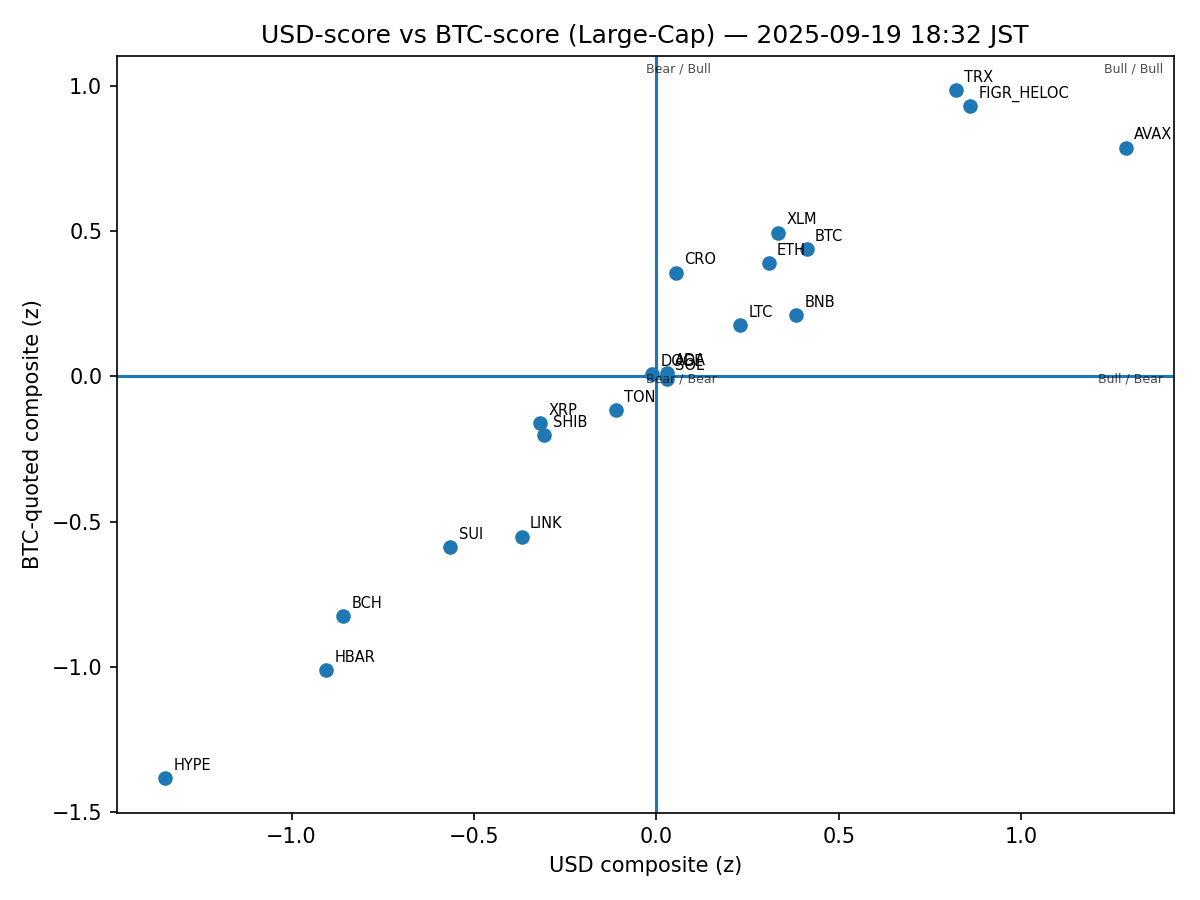 USD-score vs BTC-score (Large-Cap) — 2025-09-19 18:32 JST
Bear / Bull
Bull / Bull
TRX
FIGR_HELOC
AVAX
XLM
BTC
ETH
CRO
BNB
LTC
DOGE
ADA
SOL
Bear / Bear
Bull / Bear
TON
XRP
SHIB
LINK
SUI
BCH
HBAR
HYPE
1.0
0.5
0.0
−0.5
−1.0
−1.5
BTC-quoted composite (z)
−1.0
−0.5
0.0
0.5
1.0
USD composite (z)